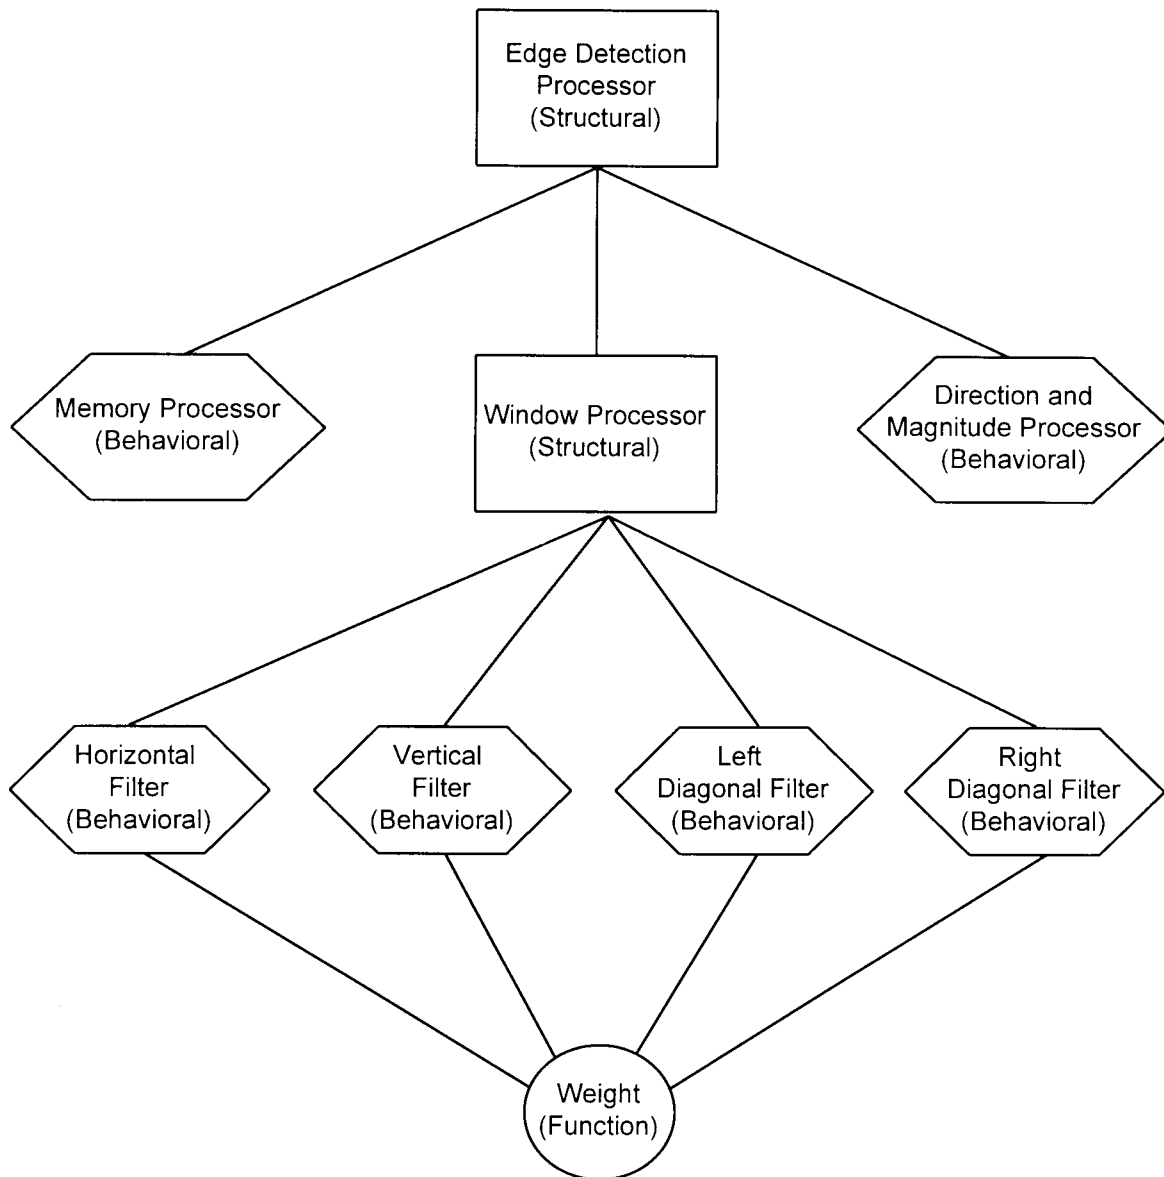 Edge Detection
Processor
(Structural)
Memory Processor
(Behavioral)
Window Processor
(Structural)
Direction and
Magnitude Processor
(Behavioral)
Horizontal
Filter
(Behavioral)
Vertical
Filter
(Behavioral)
Left
Diagonal Filter
(Behavioral)
Right
Diagonal Filter
(Behavioral)
Weight
(Function)